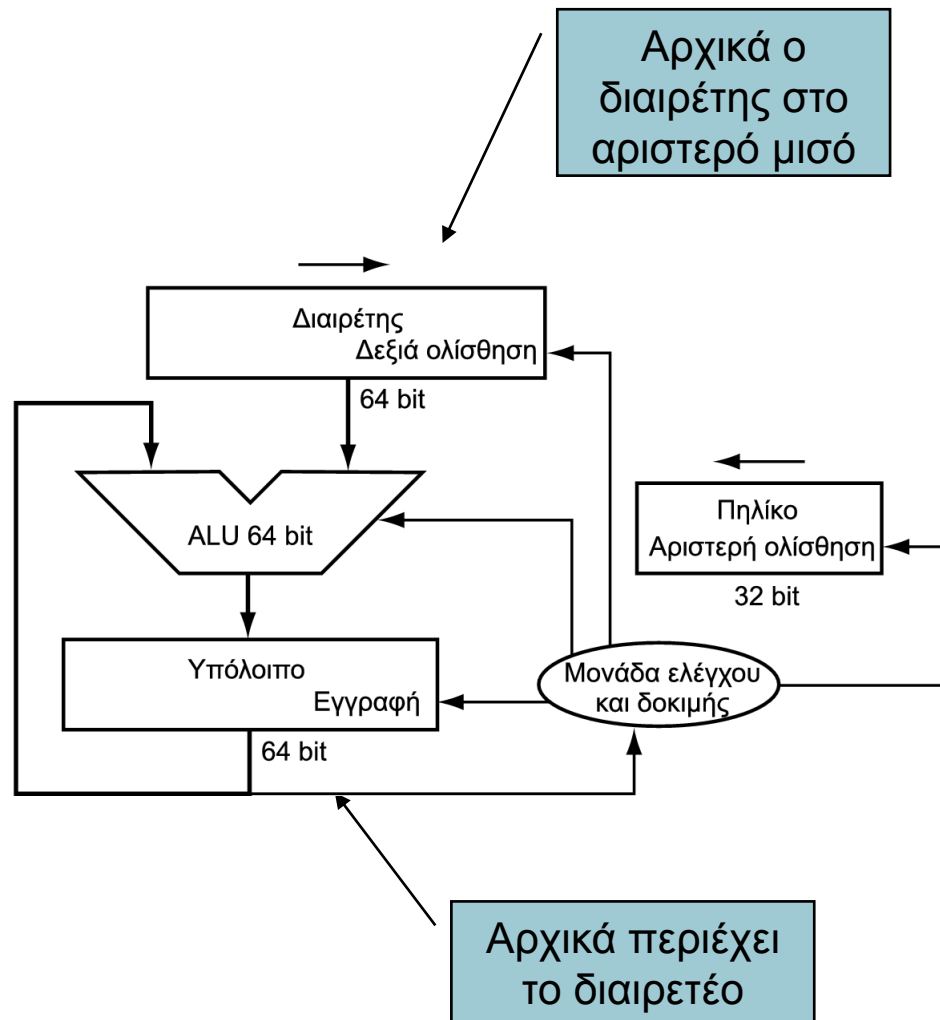 Αρχικά ο
διαιρέτης στο
αριστερό μισό
Διαιρέτης
Δεξιά ολίσθηση
64 bit
ALU 64 bit
Πηλίκο
Αριστερή ολίσθηση
32 bit
Υπόλοιπο
Εγγραφή
64 bit
Μονάδα ελέγχου
και δοκιμής
Αρχικά περιέχει
το διαιρετέο